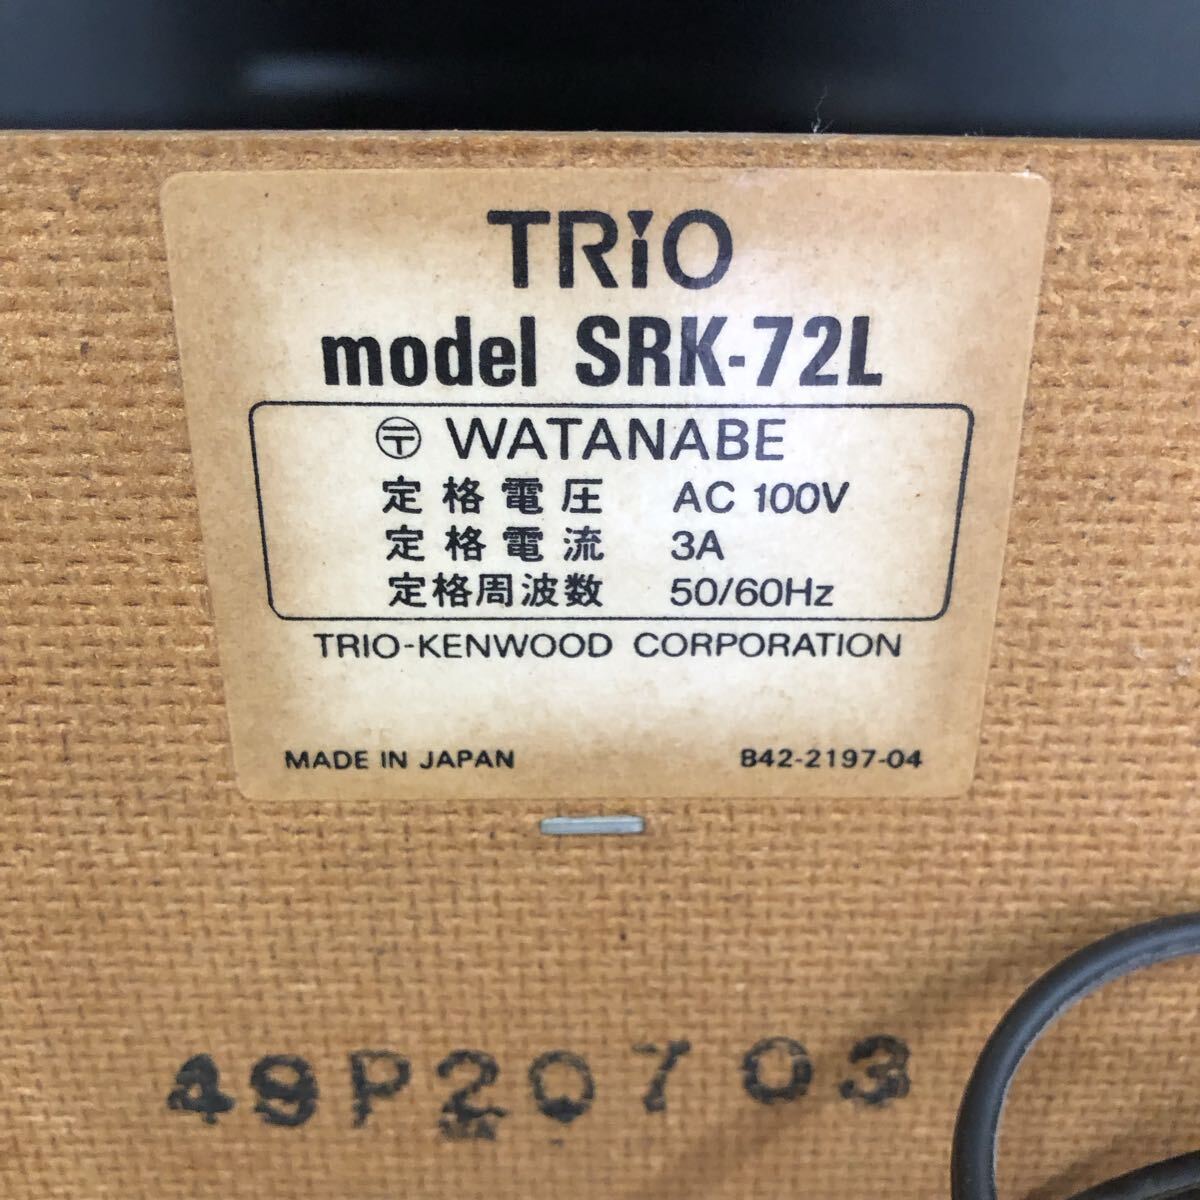 TRiO
model SRK-72L
〶 WATANABE
定格電圧 AC 100V
定格電流 3A
定格周波数 50/60Hz
TRIO-KENWOOD CORPORATION
MADE IN JAPAN B42-2197-04
49P20703